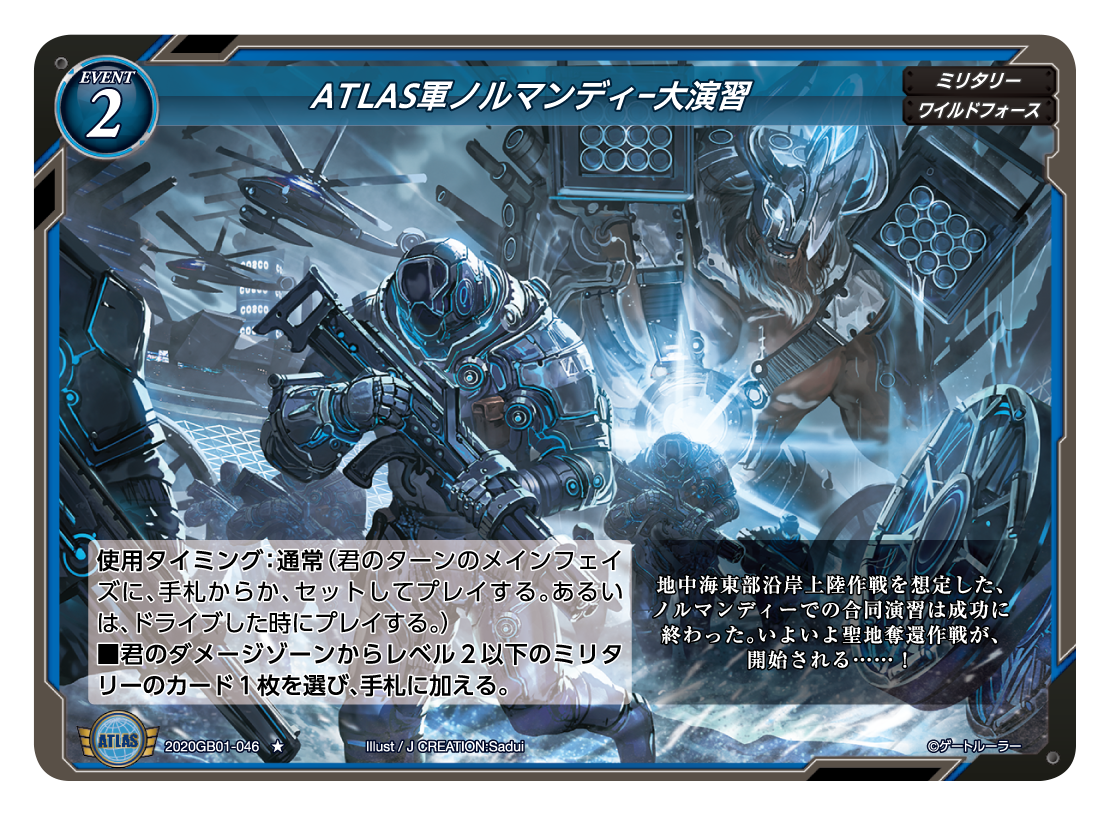 EVENT
2
ATLAS軍ノルマンディー大演習
ミリタリー
ワイルドフォース
cosco
cosco
cosco
cosco
使用タイミング:通常(君のターンのメインフェイ
ズに、手札からか、セットしてプレイする。あるい
は、ドライブした時にプレイする。)
■君のダメージゾーンからレベル2以下のミリタ
リーのカード1枚を選び、手札に加える。
地中海東部沿岸上陸作戦を想定した、
ノルマンディーでの合同演習は成功に
終わった。いよいよ聖地奪還作戦が、
開始される……!
ATLAS
2020GB01-046 ★
Illust / J CREATION:Sadui
©ゲートルーラー